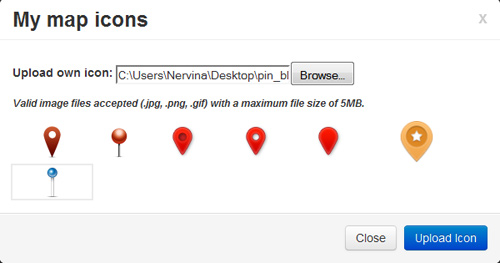 My map icons
x
Upload own icon: C:\Users\Nervina\Desktop\pin_bl Browse...
Valid image files accepted (.jpg, .png, .gif) with a maximum file size of 5MB.
Close Upload Icon